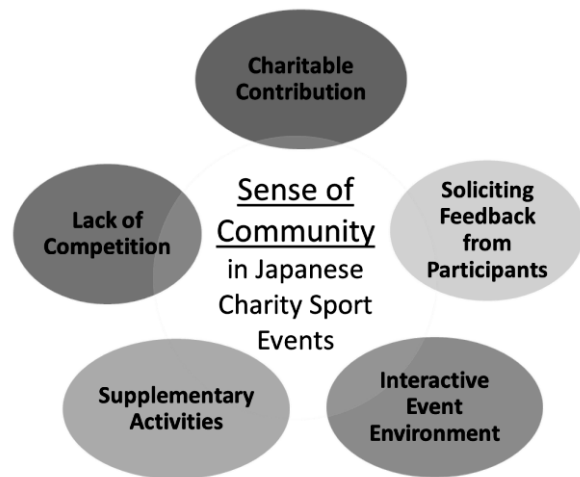 Charitable
Contribution
Sense of
Community
in Japanese
Charity Sport
Events
Soliciting
Feedback
from
Participants
Lack of
Competition
Supplementary
Activities
Interactive
Event
Environment